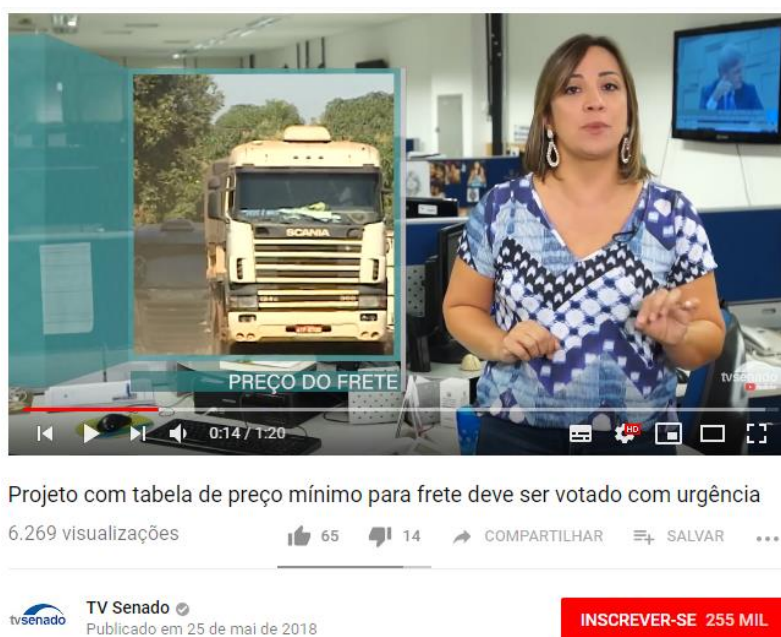 SCANIA
PREÇO DO FRETE
tvsenado
0:14 / 1:20
HD
Projeto com tabela de preço mínimo para frete deve ser votado com urgência
6.269 visualizações
65
14
COMPARTILHAR
SALVAR
tvsenado
TV Senado
Publicado em 25 de mai de 2018
INSCREVER-SE 255 MIL